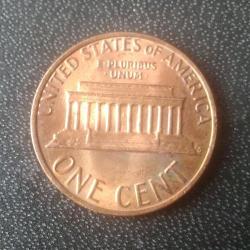 UNITED STATES OF AMERICA
E PLURIBUS
UNUM
ONE CENT